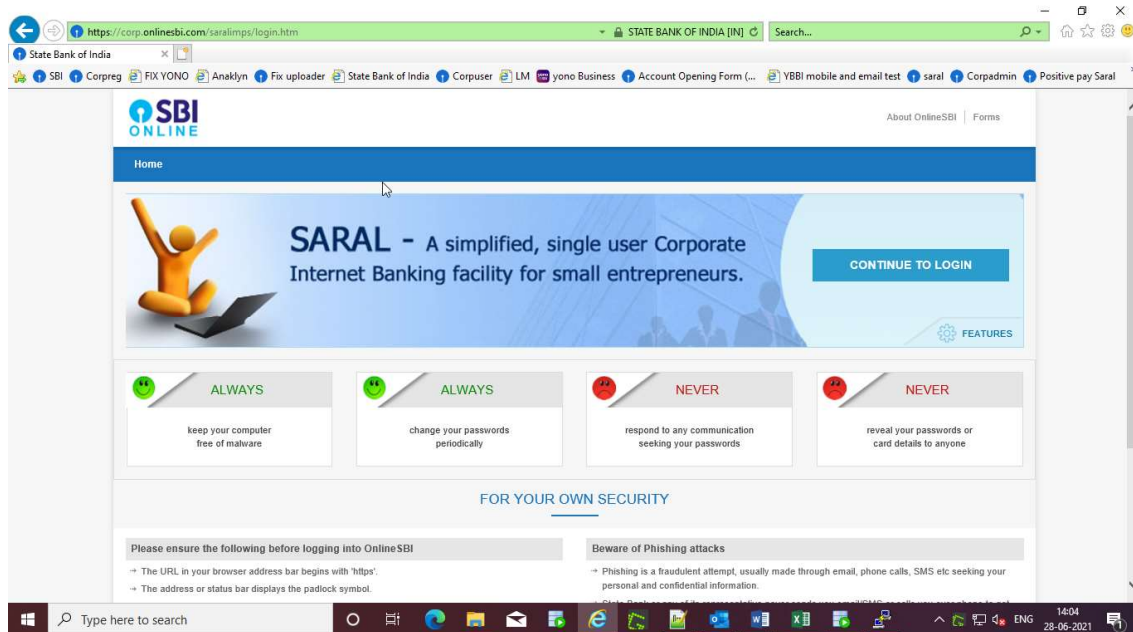 https://corp.onlinesbi.com/saralimps/login.htm
STATE BANK OF INDIA [IN]
Search...
State Bank of India
SBI Corpreg FIX YONO Anaklyn Fix uploader State Bank of India Corpuser LM yono Business Account Opening Form (... YBBI mobile and email test saral Corpadmin Positive pay Saral
SBI
ONLINE
About OnlineSBI | Forms
Home
SARAL - A simplified, single user Corporate
Internet Banking facility for small entrepreneurs.
CONTINUE TO LOGIN
FEATURES
ALWAYS
keep your computer
free of malware
ALWAYS
change your passwords
periodically
NEVER
respond to any communication
seeking your passwords
NEVER
reveal your passwords or
card details to anyone
FOR YOUR OWN SECURITY
Please ensure the following before logging into OnlineSBI
→ The URL in your browser address bar begins with 'https'.
→ The address or status bar displays the padlock symbol.
Beware of Phishing attacks
→ Phishing is a fraudulent attempt, usually made through email, phone calls, SMS etc seeking your
personal and confidential information.
Type here to search
ENG
14:04
28-06-2021